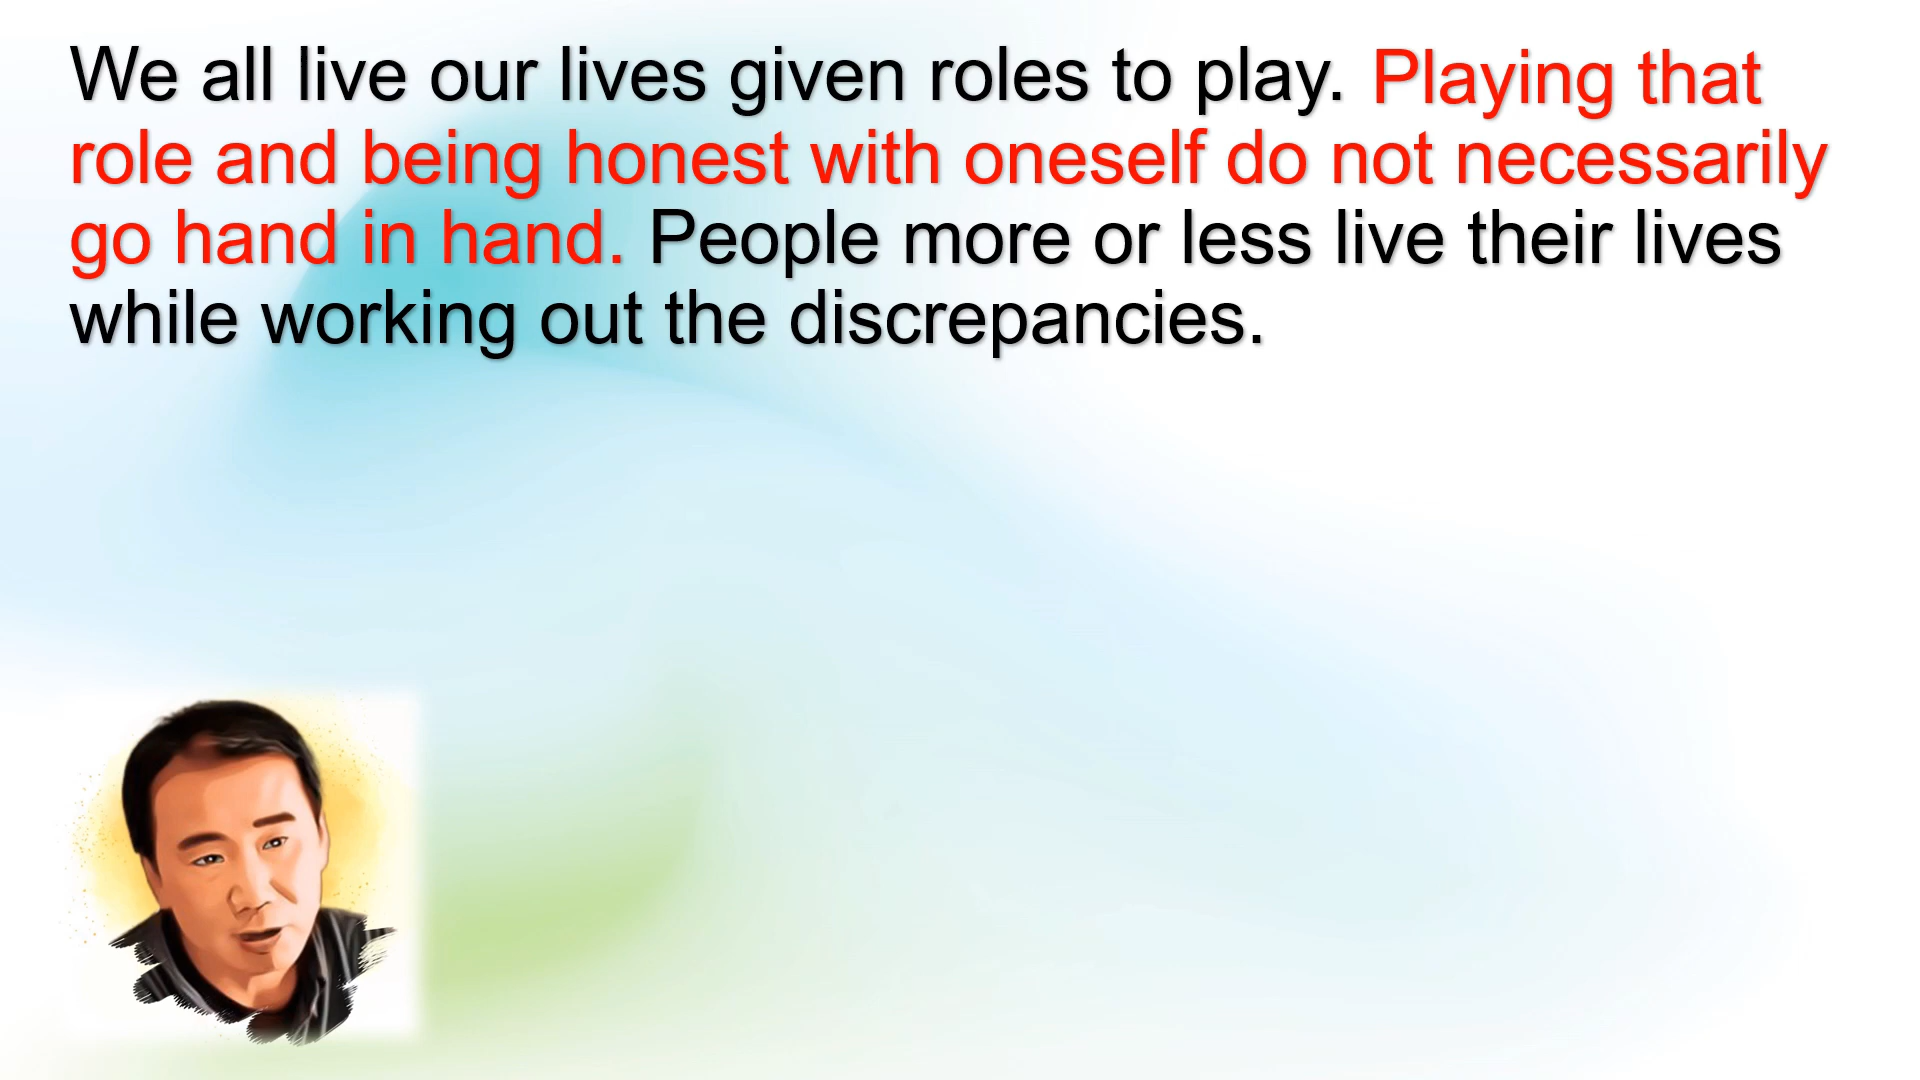 We all live our lives given roles to play. Playing that
role and being honest with oneself do not necessarily
go hand in hand. People more or less live their lives
while working out the discrepancies.